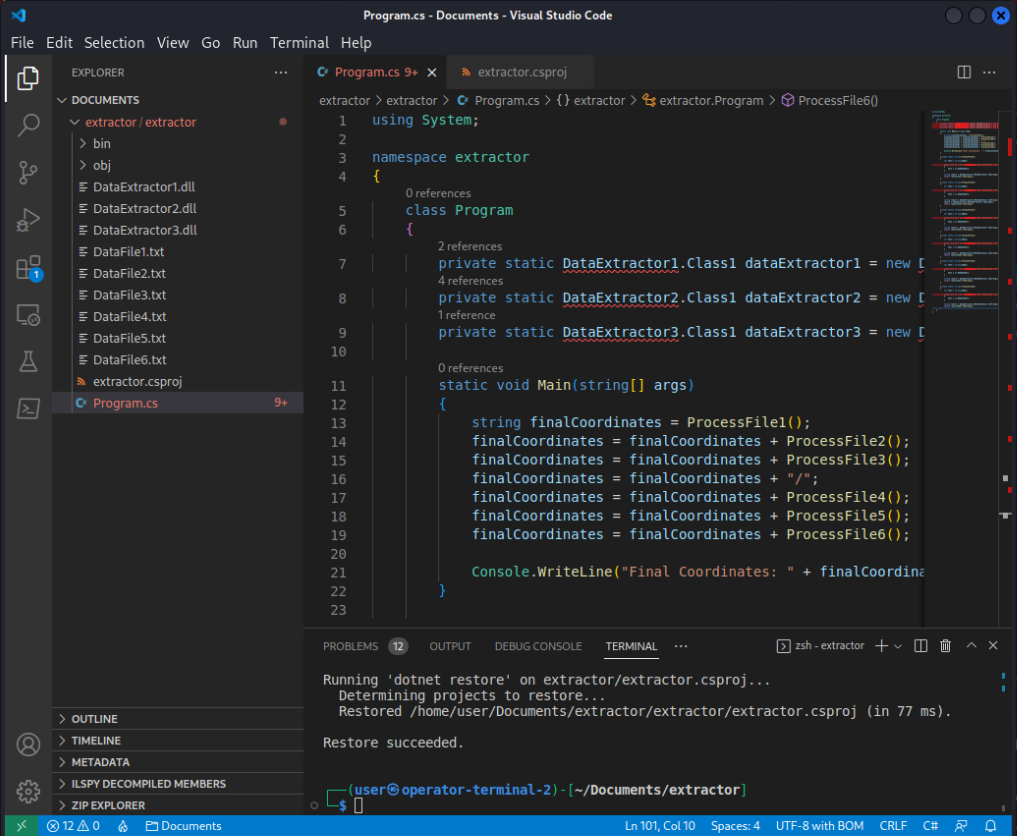 Program.cs - Documents - Visual Studio Code
File Edit Selection View Go Run Terminal Help
EXPLORER
DOCUMENTS
extractor / extractor
bin
obj
DataExtractor1.dll
DataExtractor2.dll
DataExtractor3.dll
DataFile1.txt
DataFile2.txt
DataFile3.txt
DataFile4.txt
DataFile5.txt
DataFile6.txt
extractor.csproj
Program.cs 9+
1
OUTLINE
TIMELINE
METADATA
ILSPY DECOMPILED MEMBERS
ZIP EXPLORER
Program.cs 9+ extractor.csproj
extractor > extractor > Program.cs > {} extractor > extractor.Program > ProcessFile6()
1 using System;
2
3 namespace extractor
4 {
0 references
5 class Program
6 {
2 references
7 private static DataExtractor1.Class1 dataExtractor1 = new D
4 references
8 private static DataExtractor2.Class1 dataExtractor2 = new D
1 reference
9 private static DataExtractor3.Class1 dataExtractor3 = new D
10
0 references
11 static void Main(string[] args)
12 {
13 string finalCoordinates = ProcessFile1();
14 finalCoordinates = finalCoordinates + ProcessFile2();
15 finalCoordinates = finalCoordinates + ProcessFile3();
16 finalCoordinates = finalCoordinates + "/";
17 finalCoordinates = finalCoordinates + ProcessFile4();
18 finalCoordinates = finalCoordinates + ProcessFile5();
19 finalCoordinates = finalCoordinates + ProcessFile6();
20
21 Console.WriteLine("Final Coordinates: " + finalCoordina
22 }
23
PROBLEMS 12 OUTPUT DEBUG CONSOLE TERMINAL ··· zsh - extractor
Running 'dotnet restore' on extractor/extractor.csproj...
Determining projects to restore...
Restored /home/user/Documents/extractor/extractor/extractor.csproj (in 77 ms).
Restore succeeded.
(user㉿operator-terminal-2)-[~/Documents/extractor]
$
12 0 Documents Ln 101, Col 10 Spaces: 4 UTF-8 with BOM CRLF C#